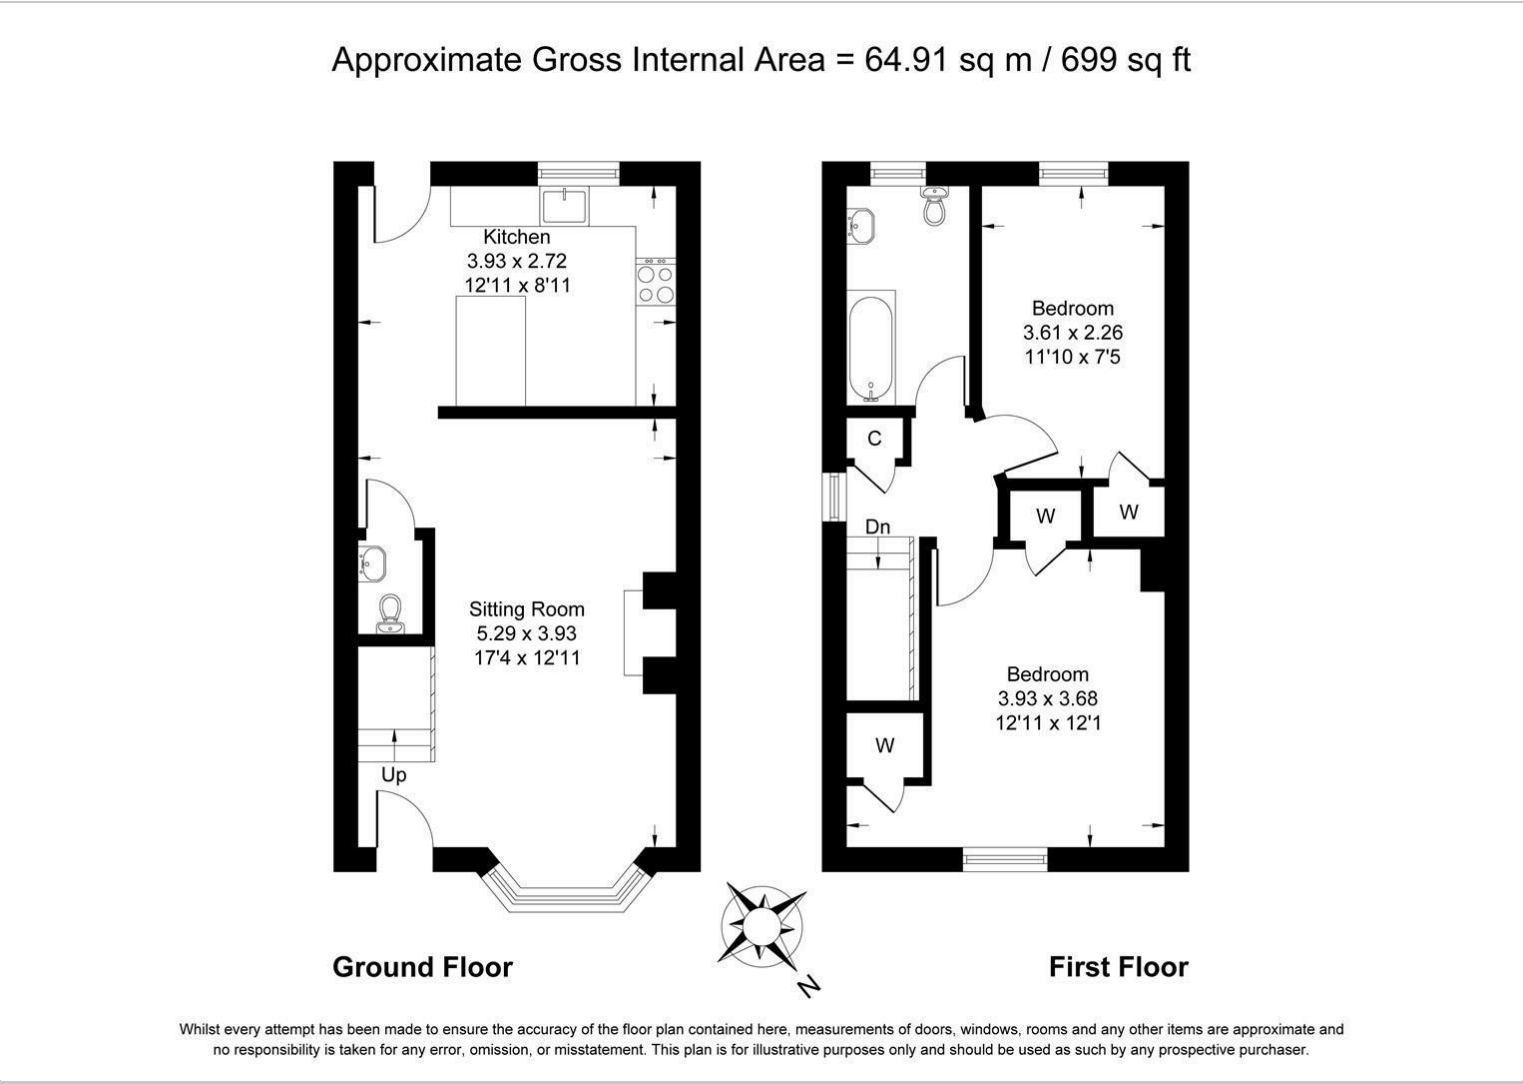 Approximate Gross Internal Area = 64.91 sq m / 699 sq ft
Kitchen
3.93 x 2.72
12'11 x 8'11
Sitting Room
5.29 x 3.93
17'4 x 12'11
Up
Ground Floor
Bedroom
3.61 x 2.26
11'10 x 7'5
C
W
W
Dn
Bedroom
3.93 x 3.68
12'11 x 12'1
W
First Floor
N
Whilst every attempt has been made to ensure the accuracy of the floor plan contained here, measurements of doors, windows, rooms and any other items are approximate and
no responsibility is taken for any error, omission, or misstatement. This plan is for illustrative purposes only and should be used as such by any prospective purchaser.